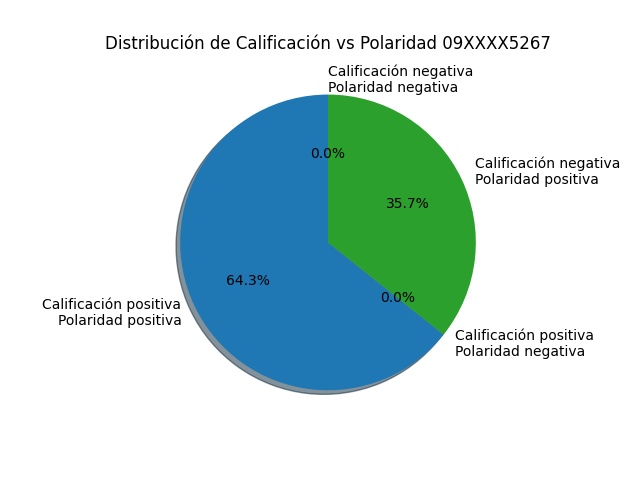 Distribución de Calificación vs Polaridad 09XXXX5267
Calificación negativa
Polaridad negativa
0.0%
Calificación negativa
Polaridad positiva
35.7%
64.3%
0.0%
Calificación positiva
Polaridad positiva
Calificación positiva
Polaridad negativa